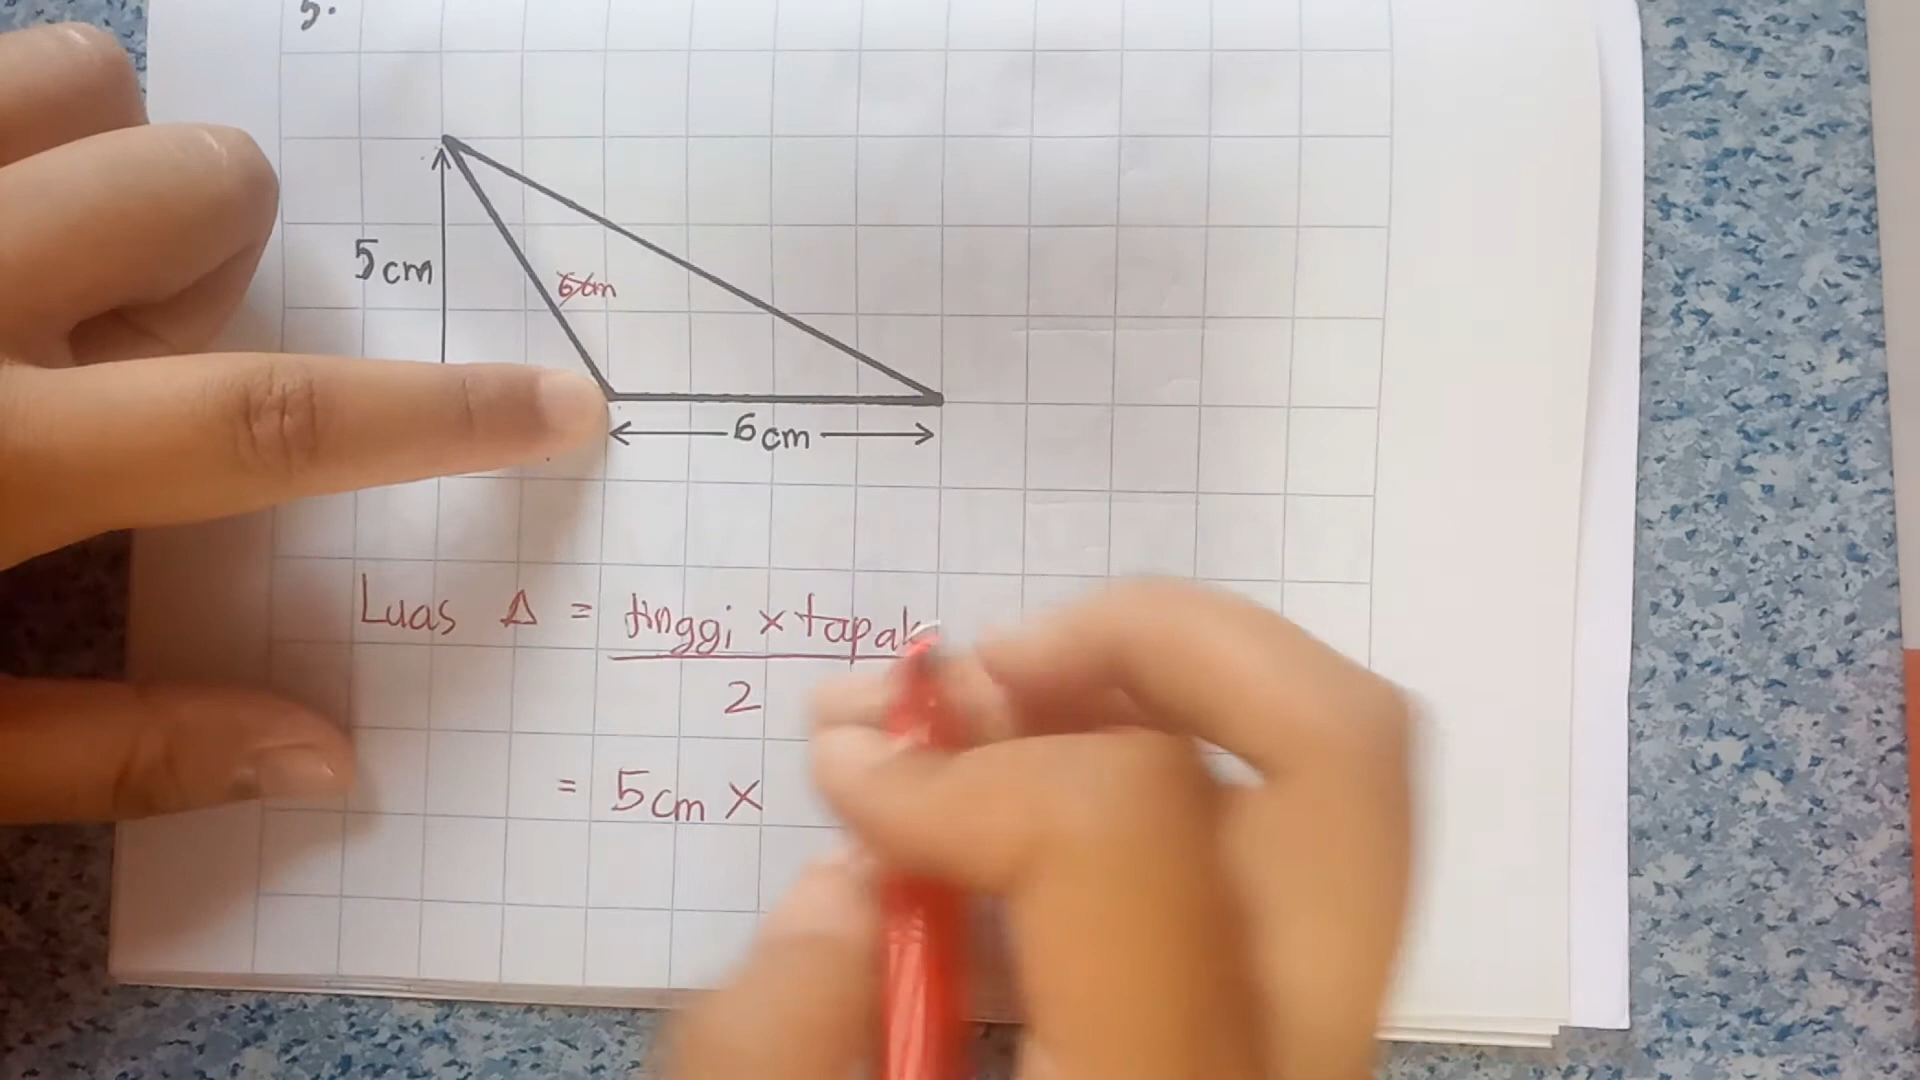 5cm
6cm
6cm
Luas Δ = tinggi × tapak
2
= 5cm ×